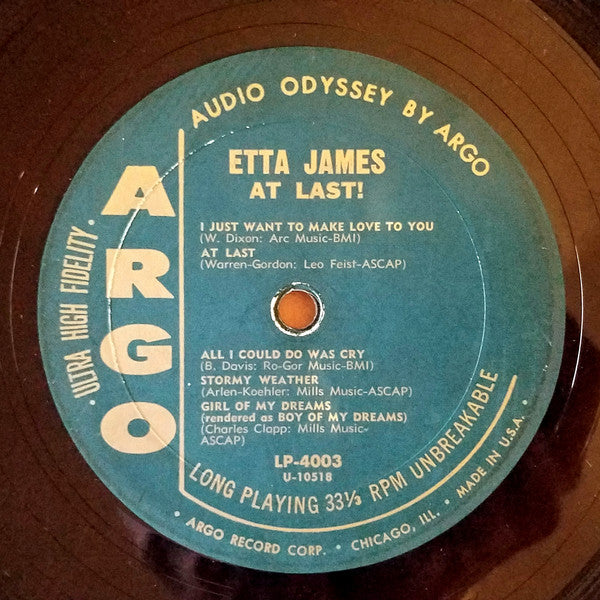 AUDIO ODYSSEY BY ARGO
ARGO
· ULTRA HIGH FIDELITY ·
ETTA JAMES
AT LAST!
I JUST WANT TO MAKE LOVE TO YOU
(W. Dixon: Arc Music-BMI)
AT LAST
(Warren-Gordon: Leo Feist-ASCAP)
ALL I COULD DO WAS CRY
(B. Davis: Ro-Gor Music-BMI)
STORMY WEATHER
(Arlen-Koehler: Mills Music-ASCAP)
GIRL OF MY DREAMS
(rendered as BOY OF MY DREAMS)
(Charles Clapp: Mills Music-
ASCAP)
LP-4003
U-10518
LONG PLAYING 33⅓ RPM UNBREAKABLE
· ARGO RECORD CORP. · CHICAGO, ILL. · MADE IN U.S.A. ·